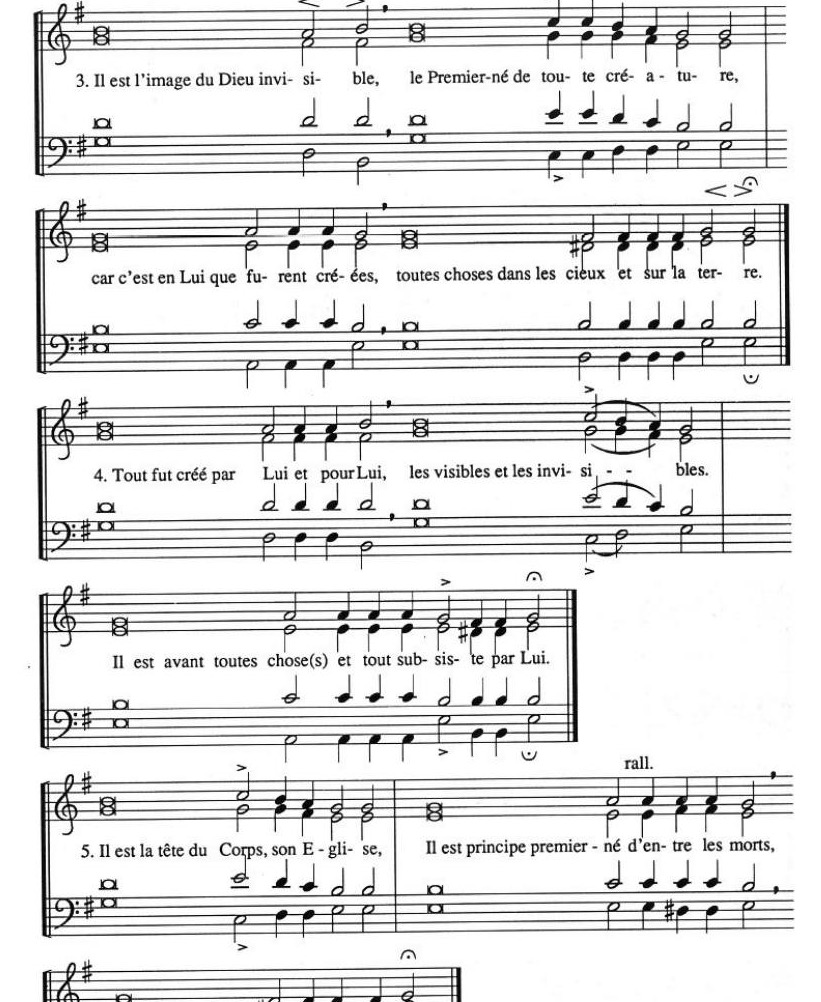 3. Il est l'image du Dieu invi- si- ble, le Premier-né de tou- te cré- a - tu- re,
car c'est en Lui que fu- rent cré- ées, toutes choses dans les cieux et sur la ter- re.
4. Tout fut créé par Lui et pour Lui, les visibles et les invi- si - - bles.
Il est avant toutes chose(s) et tout sub- sis- te par Lui.
rall.
5. Il est la tête du Corps, son E - gli- se, Il est principe premier - né d'en- tre les morts,